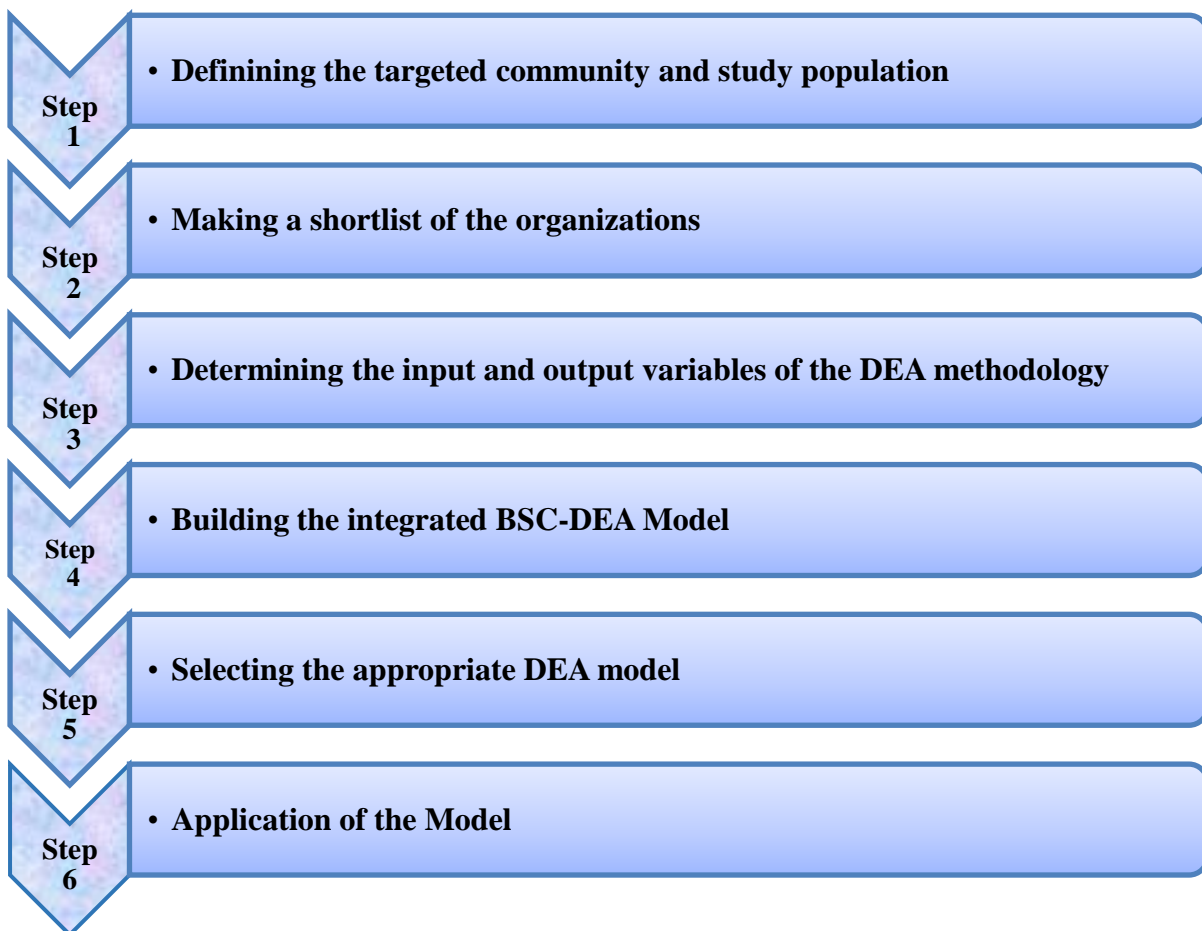 Step
1
• Definining the targeted community and study population
Step
2
• Making a shortlist of the organizations
Step
3
• Determining the input and output variables of the DEA methodology
Step
4
• Building the integrated BSC-DEA Model
Step
5
• Selecting the appropriate DEA model
Step
6
• Application of the Model